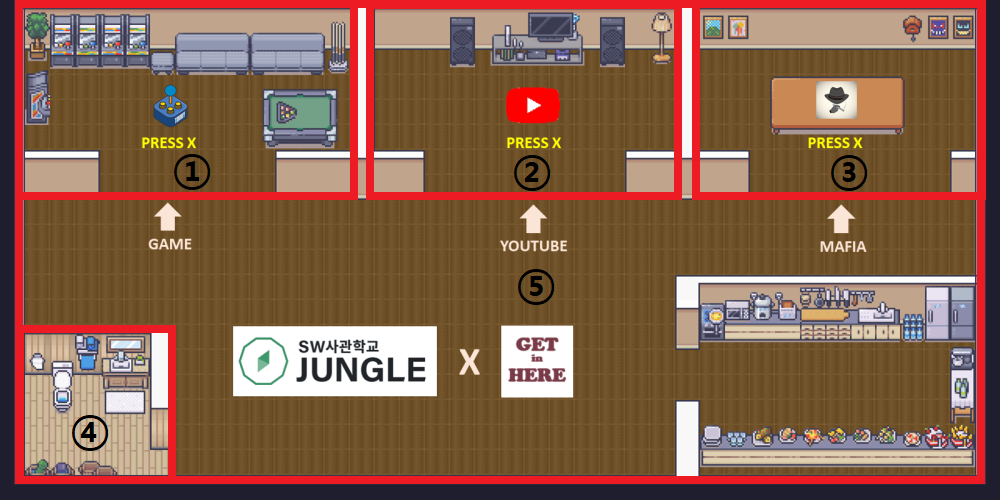 PRESS X
①
PRESS X
②
PRESS X
③
GAME
YOUTUBE
MAFIA
⑤
SW사관학교
JUNGLE
X
GET
in
HERE
④